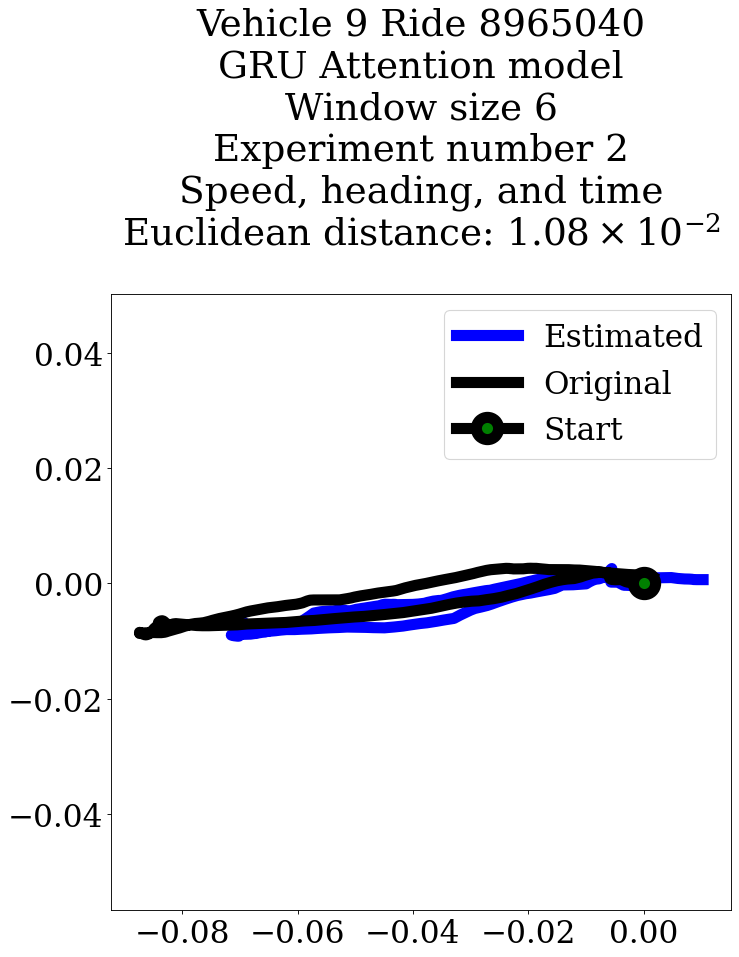 Vehicle 9 Ride 8965040
GRU Attention model
Window size 6
Experiment number 2
Speed, heading, and time
Euclidean distance: 1.08 × 10⁻²
Estimated
Original
Start
0.04
0.02
0.00
−0.02
−0.04
−0.08 −0.06 −0.04 −0.02 0.00